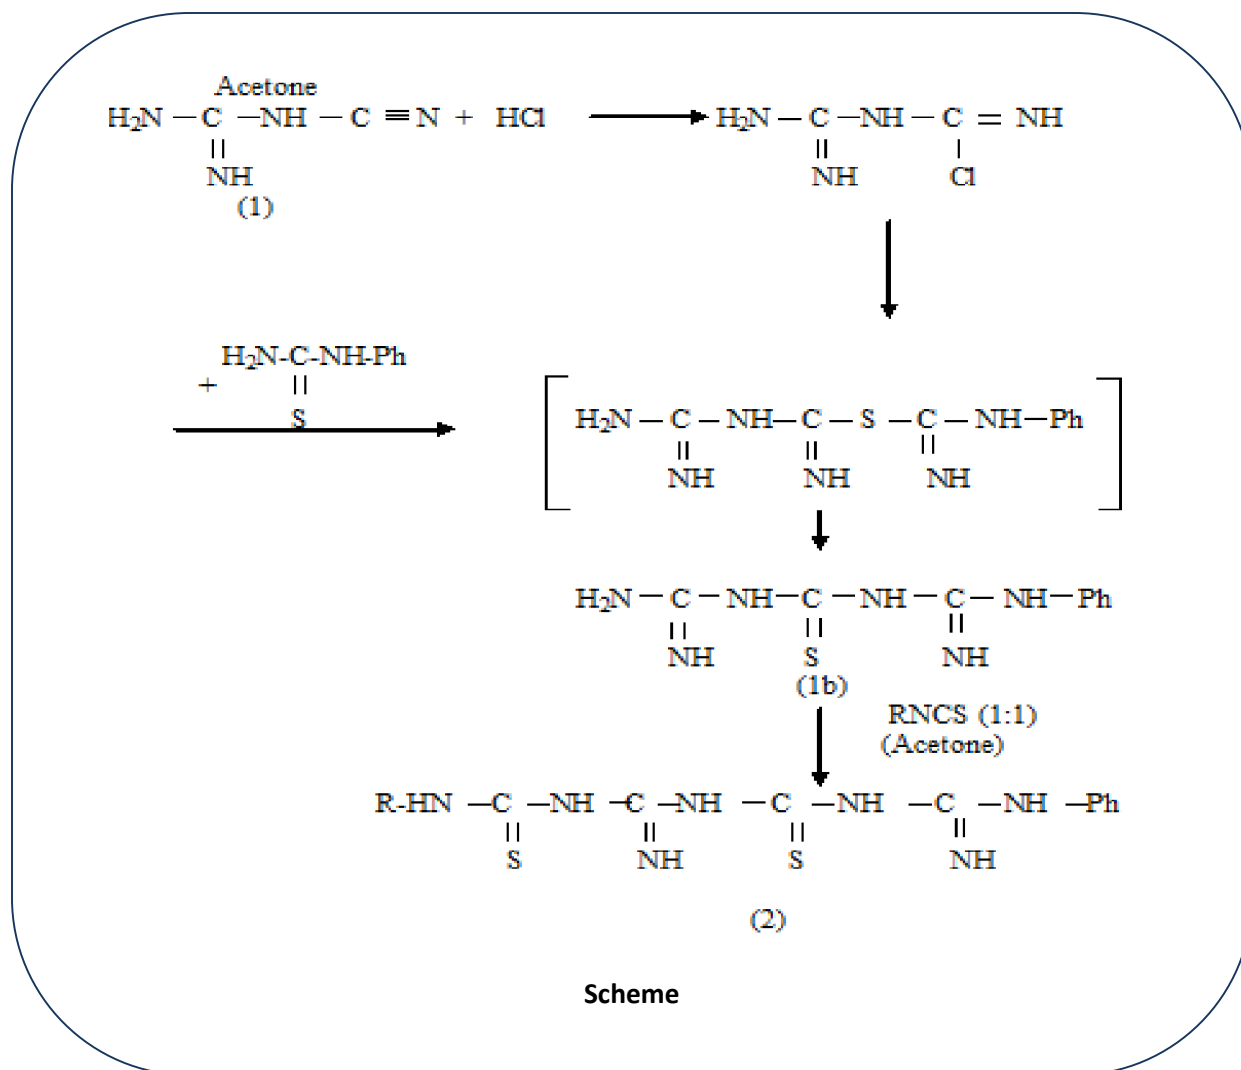 Acetone
H₂N — C — NH — C ≡ N + HCl
H₂N — C — NH — C = NH
NH
NH
Cl
(1)
H₂N-C-NH-Ph
+
S
H₂N — C — NH — C — S — C — NH — Ph
NH
NH
NH
H₂N — C — NH — C — NH — C — NH — Ph
NH
S
NH
(1b)
RNCS (1:1)
(Acetone)
R-HN — C — NH — C — NH — C — NH — C — NH — Ph
S
NH
S
NH
(2)
Scheme